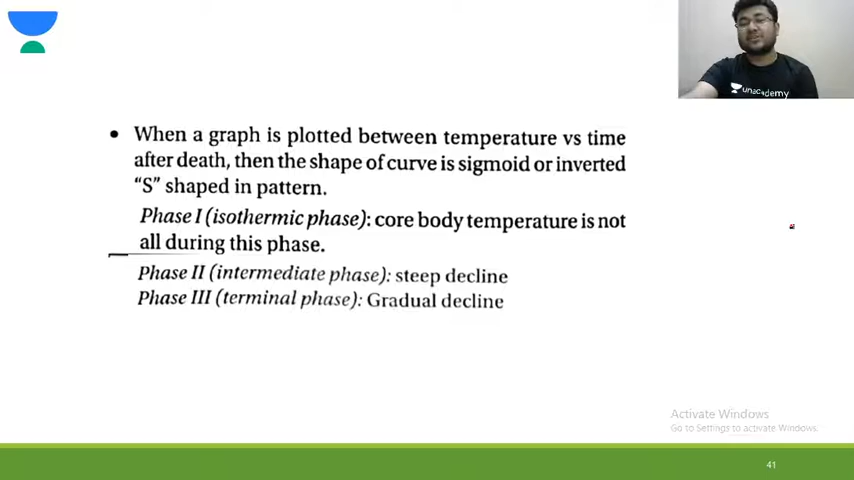 unacademy
• When a graph is plotted between temperature vs time
after death, then the shape of curve is sigmoid or inverted
“S” shaped in pattern.
Phase I (isothermic phase): core body temperature is not
all during this phase.
Phase II (intermediate phase): steep decline
Phase III (terminal phase): Gradual decline
Activate Windows
Go to Settings to activate Windows.
41